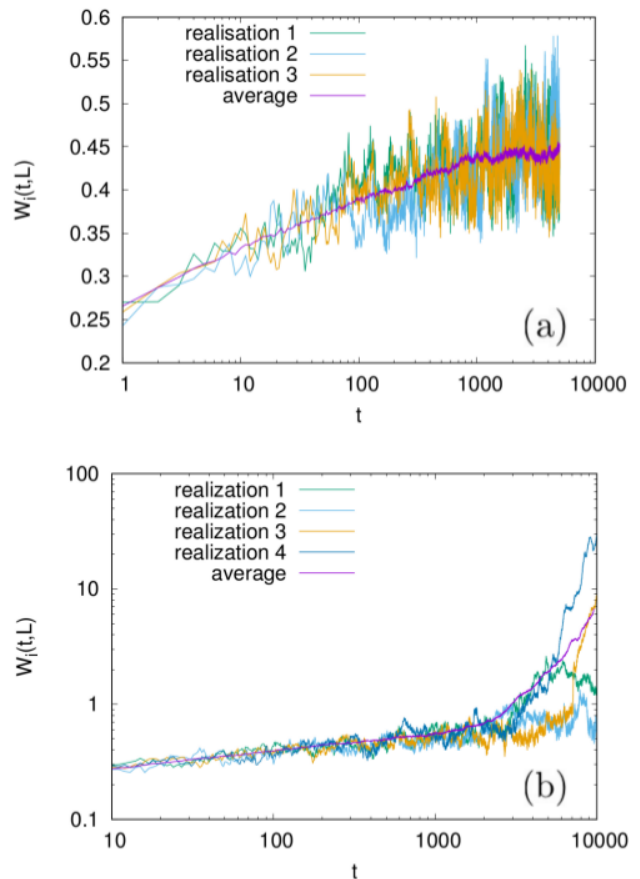 0.6
0.55
0.5
0.45
0.4
0.35
0.3
0.25
0.2
Wi(t,L)
realisation 1
realisation 2
realisation 3
average
(a)
1 10 100 1000 10000
t
100
10
1
0.1
Wi(t,L)
realization 1
realization 2
realization 3
realization 4
average
(b)
10 100 1000 10000
t